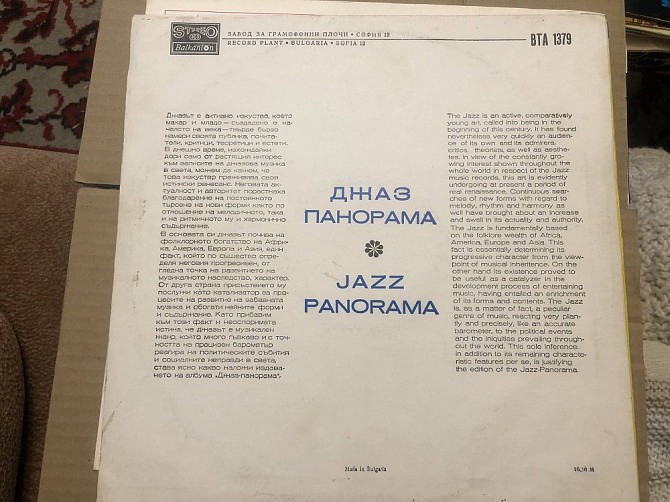 STEREO
Balkanton
ЗАВОД ЗА ГРАМОФОННИ ПЛОЧИ • СОФИЯ 12
RECORD PLANT • BULGARIA • SOFIA 12
ВТА 1379
Джазът е активно изкуство, което
макар и младо — създадено в на-
чалото на века — твърде бързо
намери своята публика, почита-
тели, критици, теоретици и естети.
В днешно време, изхождайки
дори само от растящия интерес
към записите на джазова музика
в света, можем да кажем, че
това изкуство преживява своя
истински ренесанс. Неговата ак-
туалност и авторитет пораснаха
благодарение на постоянното
търсене на нови форми както по
отношение на мелодичното, така
и на ритмичното му и хармонично
съдържание.
В основата си джазът почива на
фолклорното богатство на Афри-
ка, Америка, Европа и Азия, един
факт, който по същество опре-
деля неговия прогресивен, от
гледна точка на развитието на
музикалното наследство, характер.
От друга страна присъствието му
послужи като катализатор за про-
цесите на развитие на забавната
музика и обогати нейните форми
и съдържание. Като прибавим
към този факт и неоспоримата
истина, че джазът е музикален
жанр, който много гъвкаво и с точ-
ността на прецизен барометър
реагира на политическите събития
и социалните неправди в света,
става ясно какво наложи издава-
нето на албума «Джаз-панорама».
ДЖАЗ
ПАНОРАМА
JAZZ
PANORAMA
The Jazz is an active, comparatively
young art, called into being in the
beginning of this century. It has found
nevertheless very quickly an audien-
ce of its own and its admirers,
critics, theorists, as well as aesthe-
tes. In view of the constantly gro-
wing interest shown throughout the
whole world in respect of the Jazz
music records, this art is evidently
undergoing at present a period of
real renaissance. Continuous sear-
ches of new forms with regard to
melody, rhythm and harmony as
well have brought about an increase
and swell in its actuality and authority.
The Jazz is fundamentally based
on the folklore wealth of Africa,
America, Europe and Asia. This
fact is essentially determining its
progressive character from the view-
point of musical inheritence. On the
other hand its existence proved to
be useful as a catalyzer in the
development process of entertaining
music, having entailed an enrichment
of its forms and contents. The Jazz
is, as a matter of fact, a peculiar
genre of music, reacting very plan-
tly and precisely, like an accurate
barometer, to the political events
and the iniquities prevailing through-
out the world. This sole inference,
in addition to its remaining characte-
ristic features per se, is justifying
the edition of the Jazz-Panorama.
Made in Bulgaria